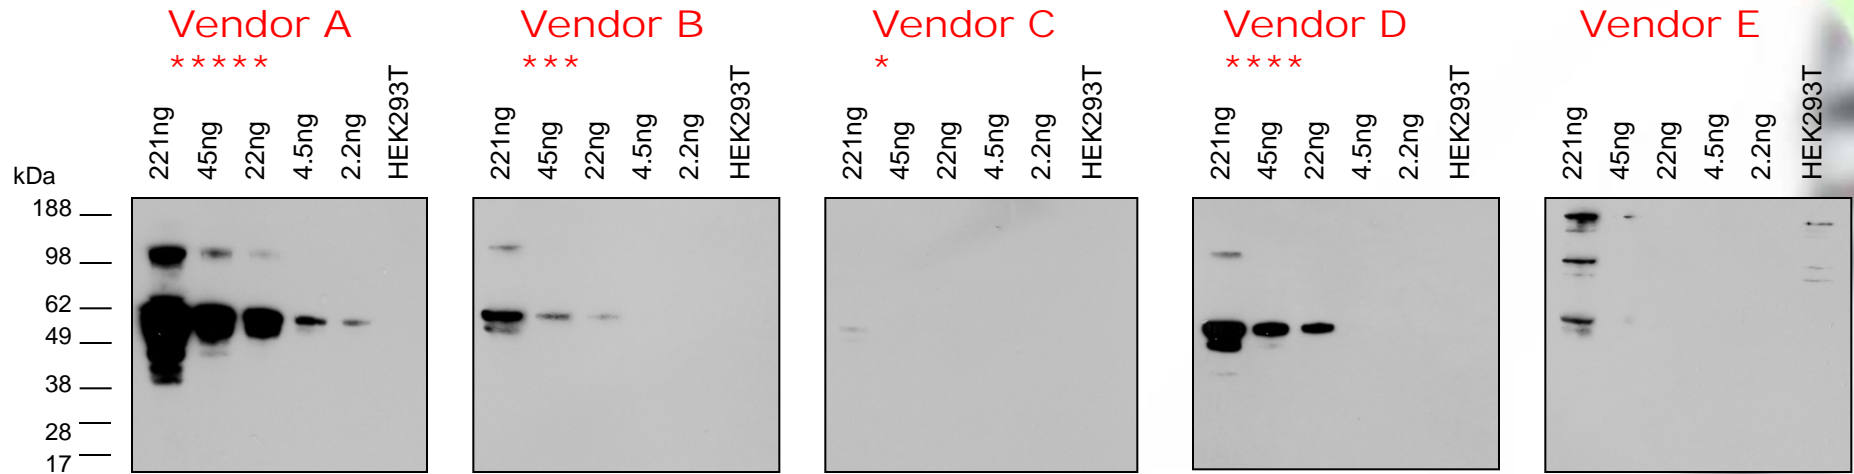 Vendor A
*****
221ng
45ng
22ng
4.5ng
2.2ng
HEK293T
Vendor B
***
221ng
45ng
22ng
4.5ng
2.2ng
HEK293T
Vendor C
*
221ng
45ng
22ng
4.5ng
2.2ng
HEK293T
Vendor D
****
221ng
45ng
22ng
4.5ng
2.2ng
HEK293T
Vendor E
221ng
45ng
22ng
4.5ng
2.2ng
HEK293T
kDa
188
98
62
49
38
28
17